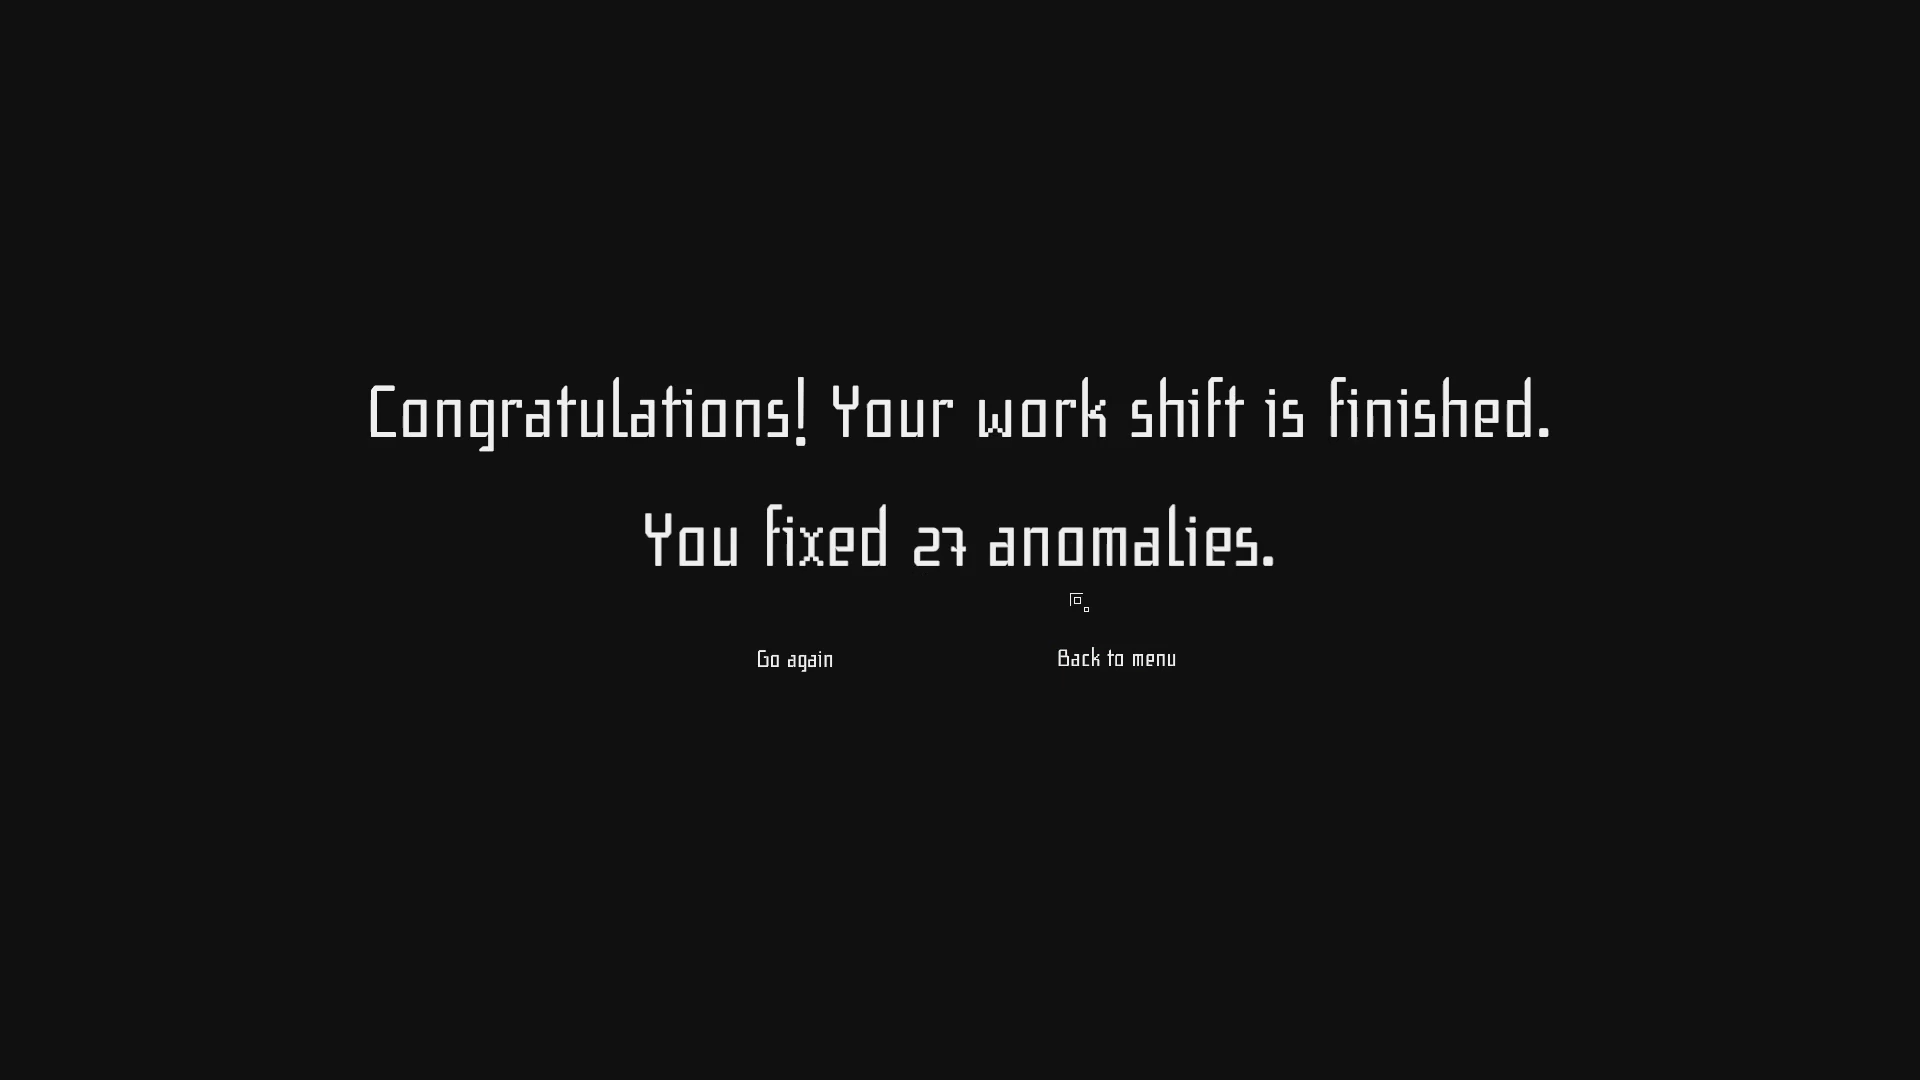 Congratulations! Your work shift is finished.
You fixed 27 anomalies.
Go again
Back to menu